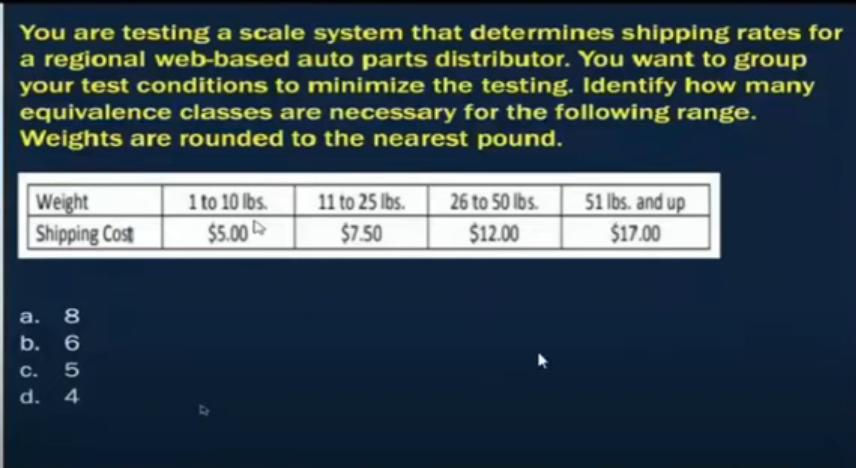 You are testing a scale system that determines shipping rates for
a regional web-based auto parts distributor. You want to group
your test conditions to minimize the testing. Identify how many
equivalence classes are necessary for the following range.
Weights are rounded to the nearest pound.
Weight 1 to 10 lbs. 11 to 25 lbs. 26 to 50 lbs. 51 lbs. and up
Shipping Cost $5.00 $7.50 $12.00 $17.00
a. 8
b. 6
c. 5
d. 4